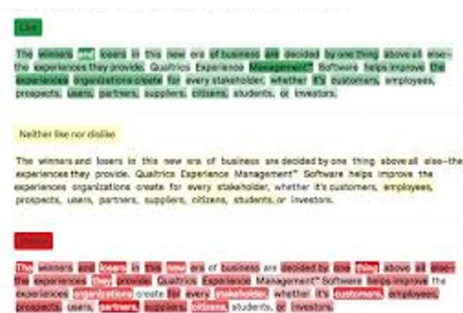 Like
The winners and losers in this new era of business are decided by one thing above all else—
the experiences they provide. Qualtrics Experience Management™ Software helps improve the
experiences organizations create for every stakeholder, whether it's customers, employees,
prospects, users, partners, suppliers, citizens, students, or investors.
Neither like nor dislike
The winners and losers in this new era of business are decided by one thing above all else—the
experiences they provide. Qualtrics Experience Management™ Software helps improve the
experiences organizations create for every stakeholder, whether it's customers, employees,
prospects, users, partners, suppliers, citizens, students, or investors.
The winners and losers in this new era of business are decided by one thing above all else—
the experiences they provide. Qualtrics Experience Management™ Software helps improve the
experiences organizations create for every stakeholder, whether it's customers, employees,
prospects, users, partners, suppliers, citizens, students, or investors.